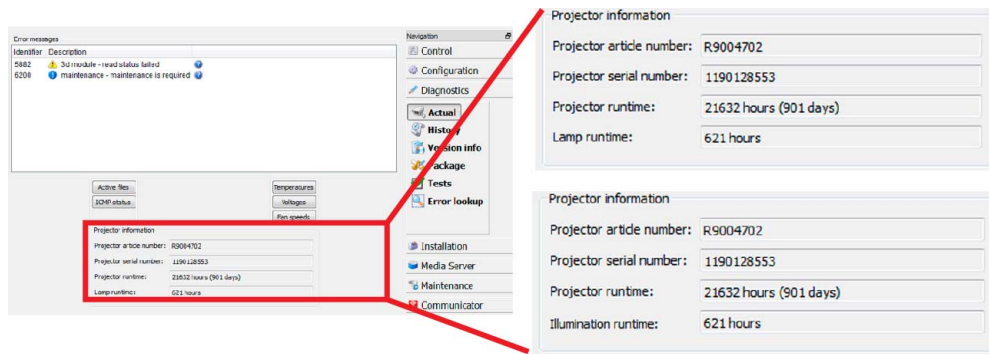 Error messages
Identifier Description
5882 3d module - read status failed
6200 maintenance - maintenance is required
Active files
ICMP status
Temperatures
Voltages
Fan speeds
Projector information
Projector article number: R9004702
Projector serial number: 1190128553
Projector runtime: 21632 hours (901 days)
Lamp runtime: 621 hours
Navigation
Control
Configuration
Diagnostics
Actual
History
Version info
Package
Tests
Error lookup
Installation
Media Server
Maintenance
Communicator
Projector information
Projector article number: R9004702
Projector serial number: 1190128553
Projector runtime: 21632 hours (901 days)
Lamp runtime: 621 hours
Projector information
Projector article number: R9004702
Projector serial number: 1190128553
Projector runtime: 21632 hours (901 days)
Illumination runtime: 621 hours